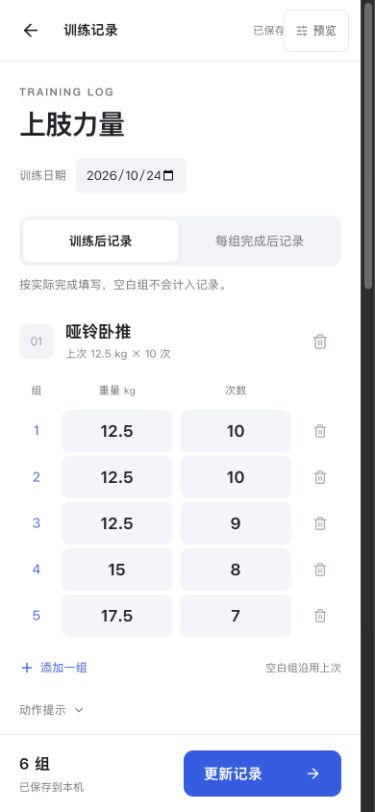 训练记录
已保存
预览
TRAINING LOG
上肢力量
训练日期 2026/10/24
训练后记录 每组完成后记录
按实际完成填写，空白组不会计入记录。
01 哑铃卧推
上次 12.5 kg × 10 次
组 重量 kg 次数
1 12.5 10
2 12.5 10
3 12.5 9
4 15 8
5 17.5 7
添加一组 空白组沿用上次
动作提示
6 组
已保存到本机
更新记录